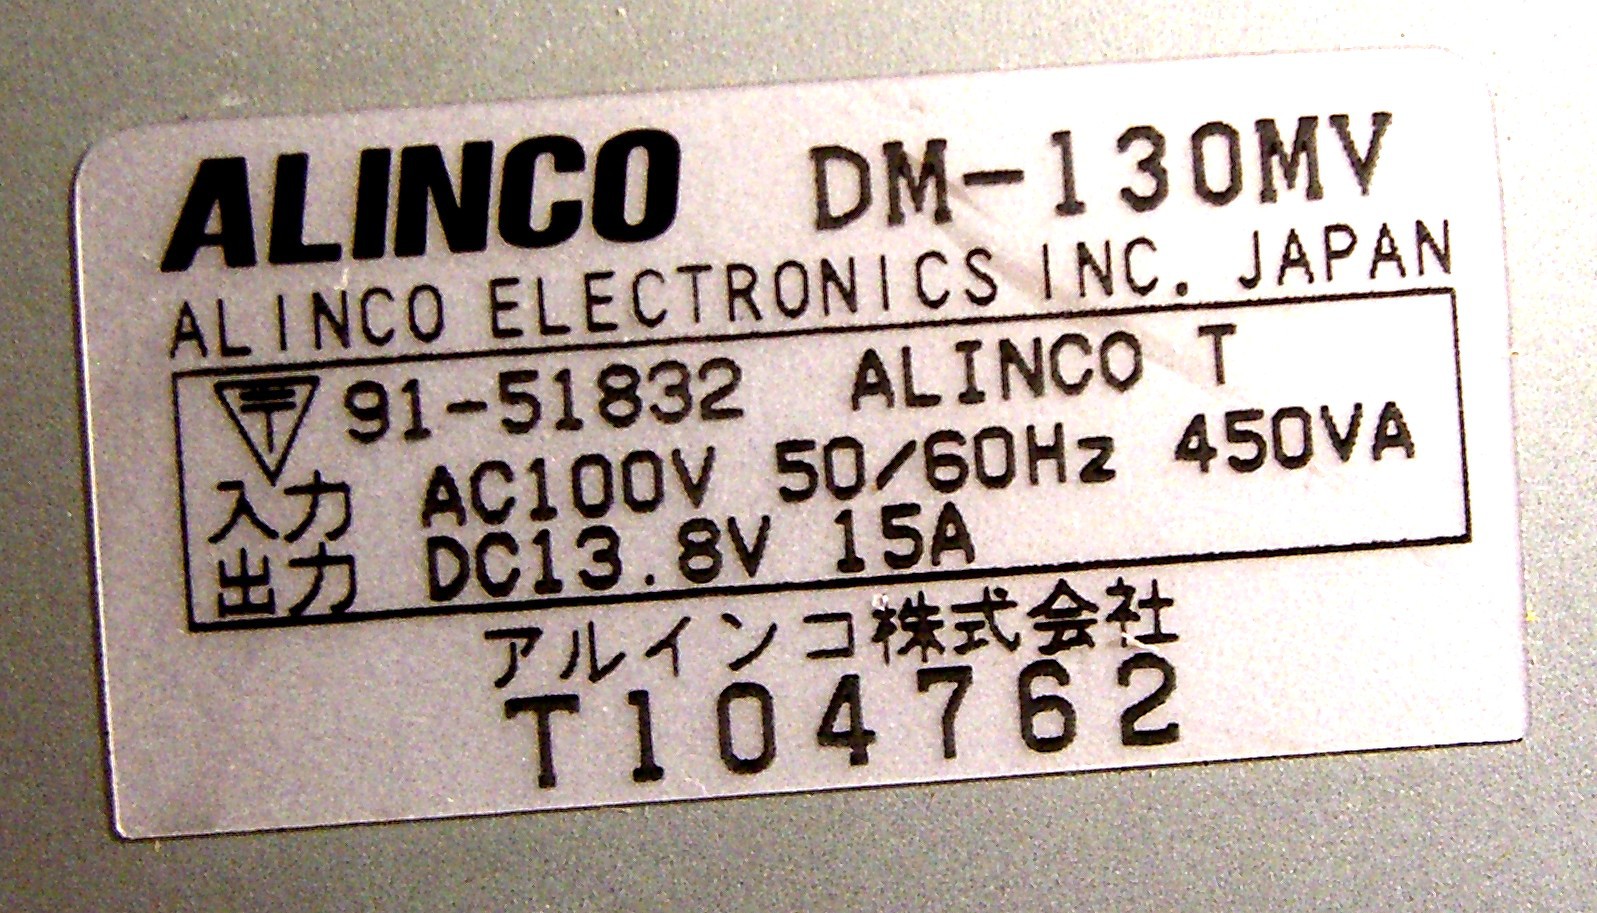 ALINCO DM-130MV
ALINCO ELECTRONICS INC. JAPAN
〒 91-51832 ALINCO T
入力 AC100V 50/60Hz 450VA
出力 DC13.8V 15A
アルインコ株式会社
T104762